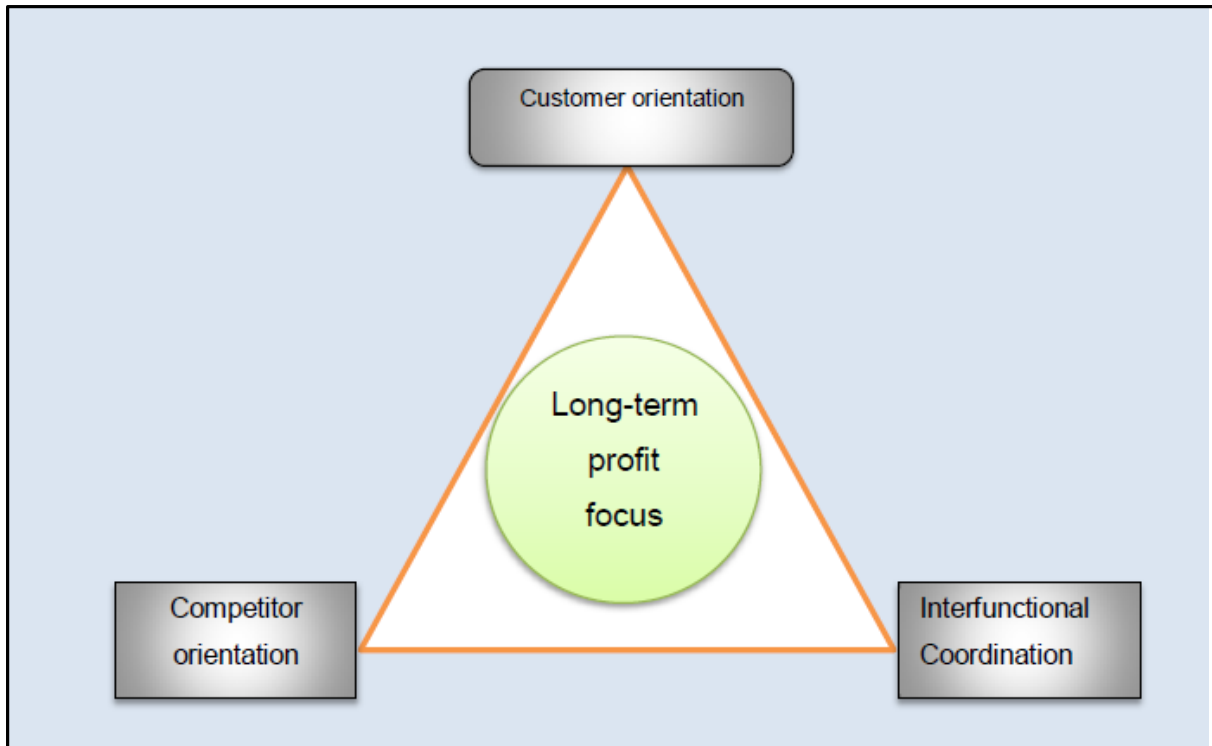 Customer orientation
Long-term
profit
focus
Competitor
orientation
Interfunctional
Coordination